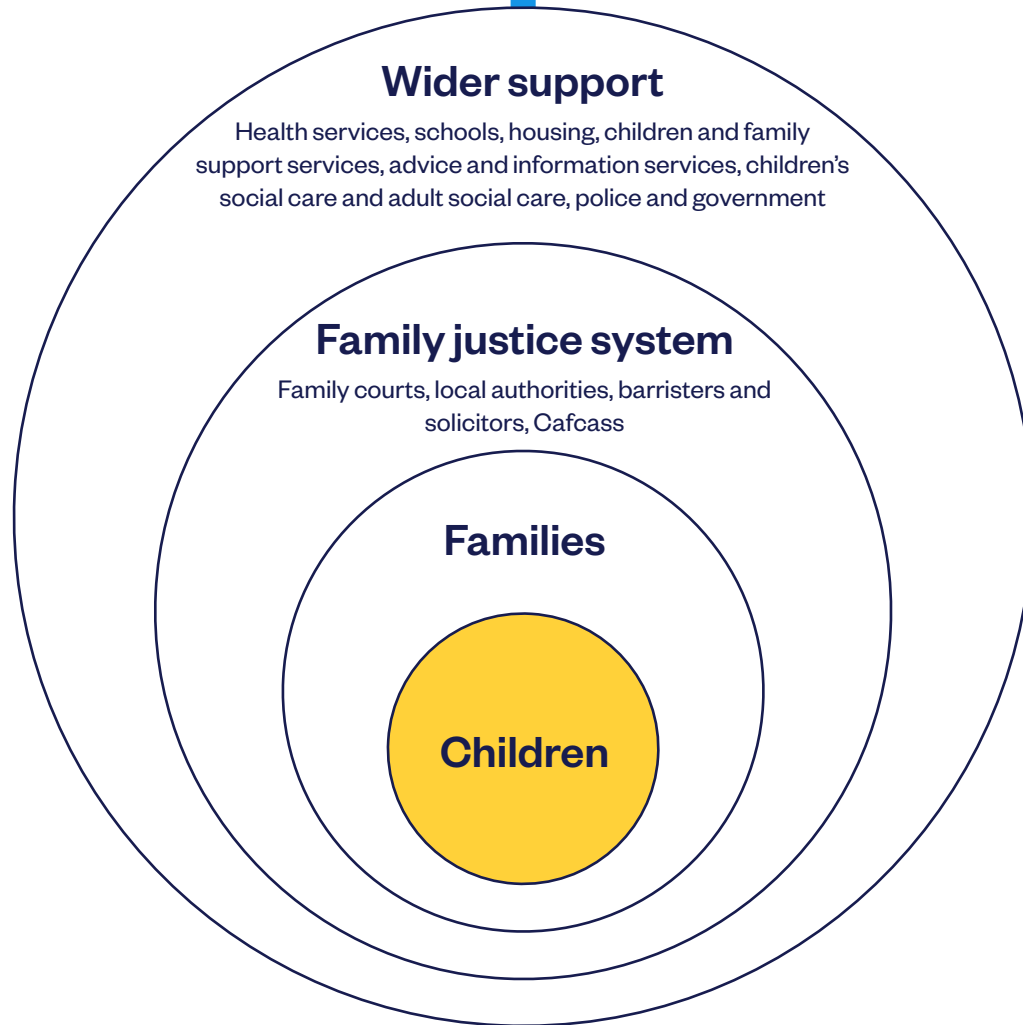 Wider support
Health services, schools, housing, children and family
support services, advice and information services, children’s
social care and adult social care, police and government
Family justice system
Family courts, local authorities, barristers and
solicitors, Cafcass
Families
Children